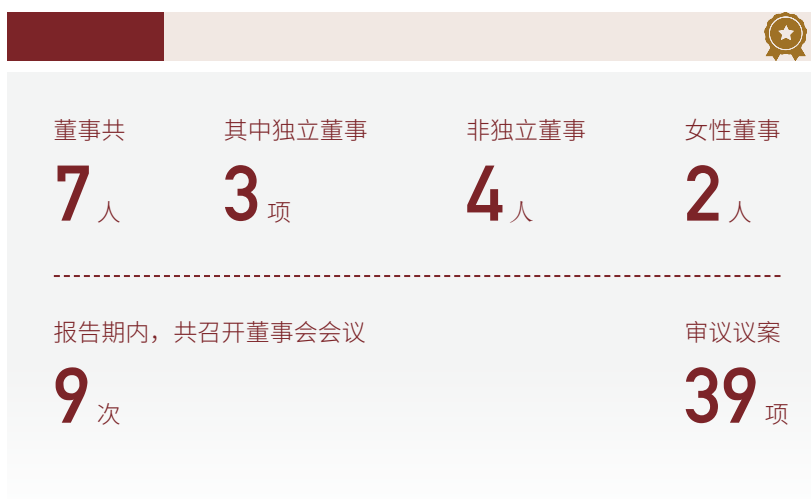 董事共
7 人
其中独立董事
3 项
非独立董事
4 人
女性董事
2 人
报告期内，共召开董事会会议
9 次
审议议案
39 项